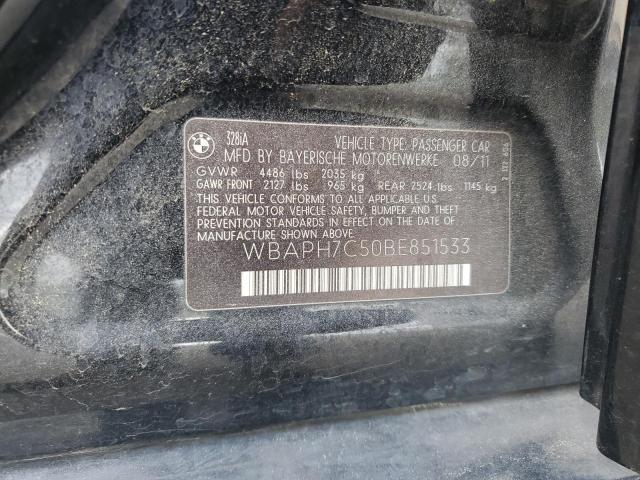 BMW
328iA VEHICLE TYPE PASSENGER CAR
MFD BY BAYERISCHE MOTORENWERKE 08/11
GVWR 4486 lbs 2035 kg
GAWR FRONT 2127 lbs 965 kg REAR 2524 lbs 1145 kg
THIS VEHICLE CONFORMS TO ALL APPLICABLE U.S.
FEDERAL MOTOR VEHICLE SAFETY, BUMPER AND THEFT
PREVENTION STANDARDS IN EFFECT ON THE DATE OF
MANUFACTURE SHOWN ABOVE.
WBAPH7C50BE851533